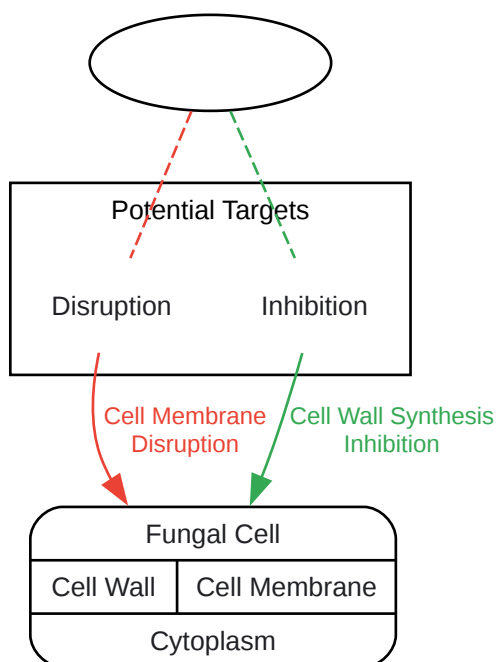 Potential Targets
Disruption
Inhibition
Cell Membrane
Disruption
Cell Wall Synthesis
Inhibition
Fungal Cell
Cell Wall
Cell Membrane
Cytoplasm